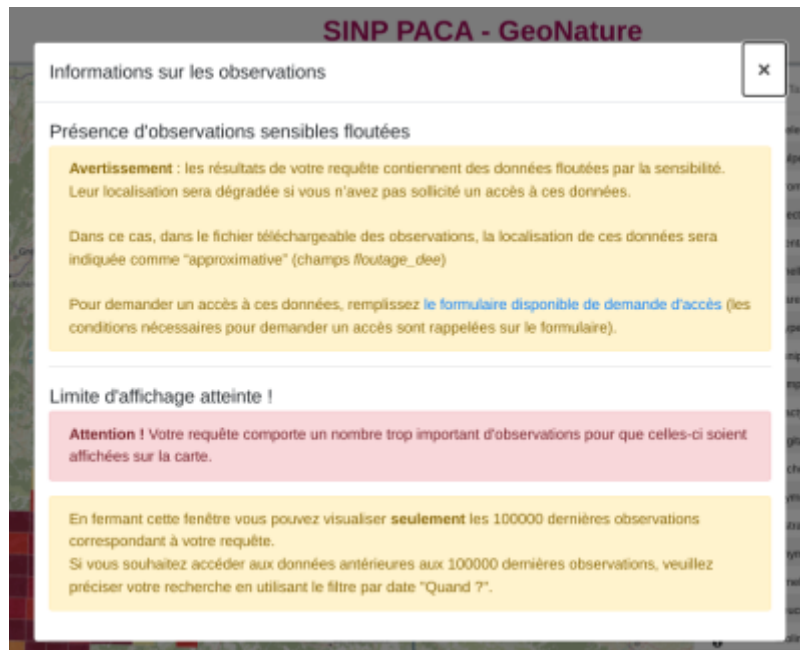 SINP PACA - GeoNature
Informations sur les observations
×
Présence d'observations sensibles floutées
Avertissement : les résultats de votre requête contiennent des données floutées par la sensibilité.
Leur localisation sera dégradée si vous n'avez pas sollicité un accès à ces données.
Dans ce cas, dans le fichier téléchargeable des observations, la localisation de ces données sera
indiquée comme “approximative” (champs floutage_dee)
Pour demander un accès à ces données, remplissez le formulaire disponible de demande d'accès (les
conditions nécessaires pour demander un accès sont rappelées sur le formulaire).
Limite d'affichage atteinte !
Attention ! Votre requête comporte un nombre trop important d'observations pour que celles-ci soient
affichées sur la carte.
En fermant cette fenêtre vous pouvez visualiser seulement les 100000 dernières observations
correspondant à votre requête.
Si vous souhaitez accéder aux données antérieures aux 100000 dernières observations, veuillez
préciser votre recherche en utilisant le filtre par date "Quand ?".